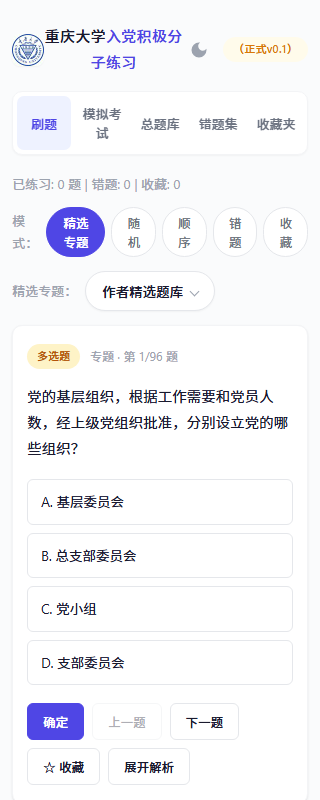 重庆大学入党积极分
子练习
（正式v0.1）
刷题
模拟考
试
总题库
错题集
收藏夹
已练习: 0 题 | 错题: 0 | 收藏: 0
模
式：
精选
专题
随
机
顺
序
错
题
收
藏
精选专题：
作者精选题库
多选题
专题 · 第 1/96 题
党的基层组织，根据工作需要和党员人
数，经上级党组织批准，分别设立党的哪
些组织？
A. 基层委员会
B. 总支部委员会
C. 党小组
D. 支部委员会
确定
上一题
下一题
☆ 收藏
展开解析